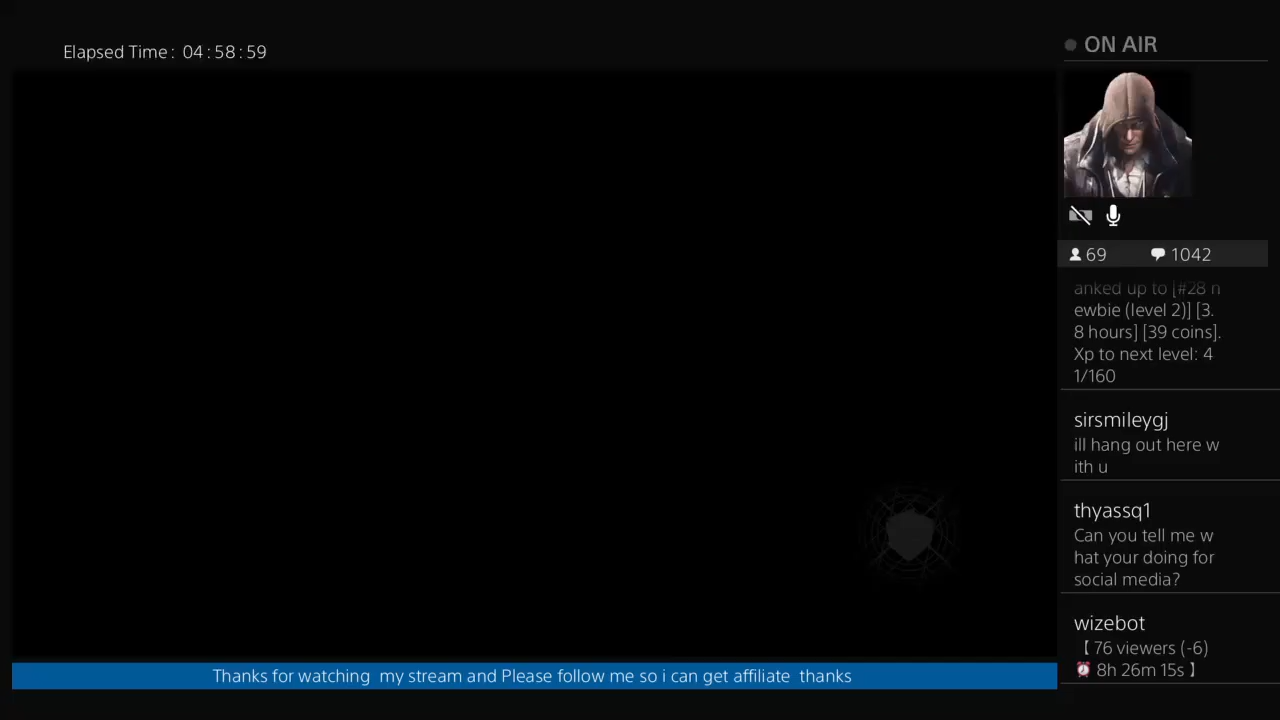 Elapsed Time: 04:58:59
ON AIR
69 1042
anked up to [#28 n
ewbie (level 2)] [3.
8 hours] [39 coins].
Xp to next level: 4
1/160
sirsmileygj
ill hang out here w
ith u
thyassq1
Can you tell me w
hat your doing for
social media?
wizebot
【 76 viewers (-6)
⏰ 8h 26m 15s 】
Thanks for watching  my stream and Please follow me so i can get affiliate  thanks